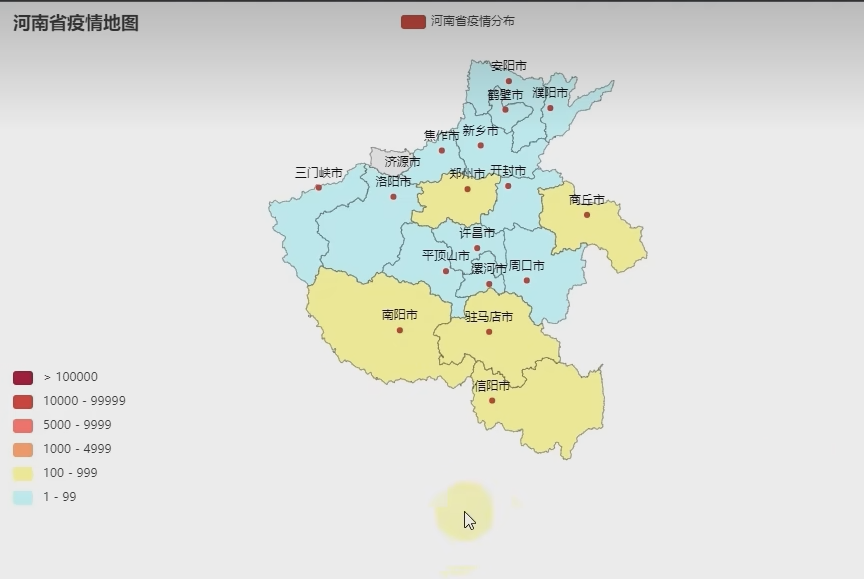 河南省疫情地图
河南省疫情分布
安阳市
鹤壁市
濮阳市
焦作市
新乡市
济源市
三门峡市
洛阳市
郑州市
开封市
商丘市
许昌市
平顶山市
漯河市
周口市
南阳市
驻马店市
信阳市
> 100000
10000 - 99999
5000 - 9999
1000 - 4999
100 - 999
1 - 99